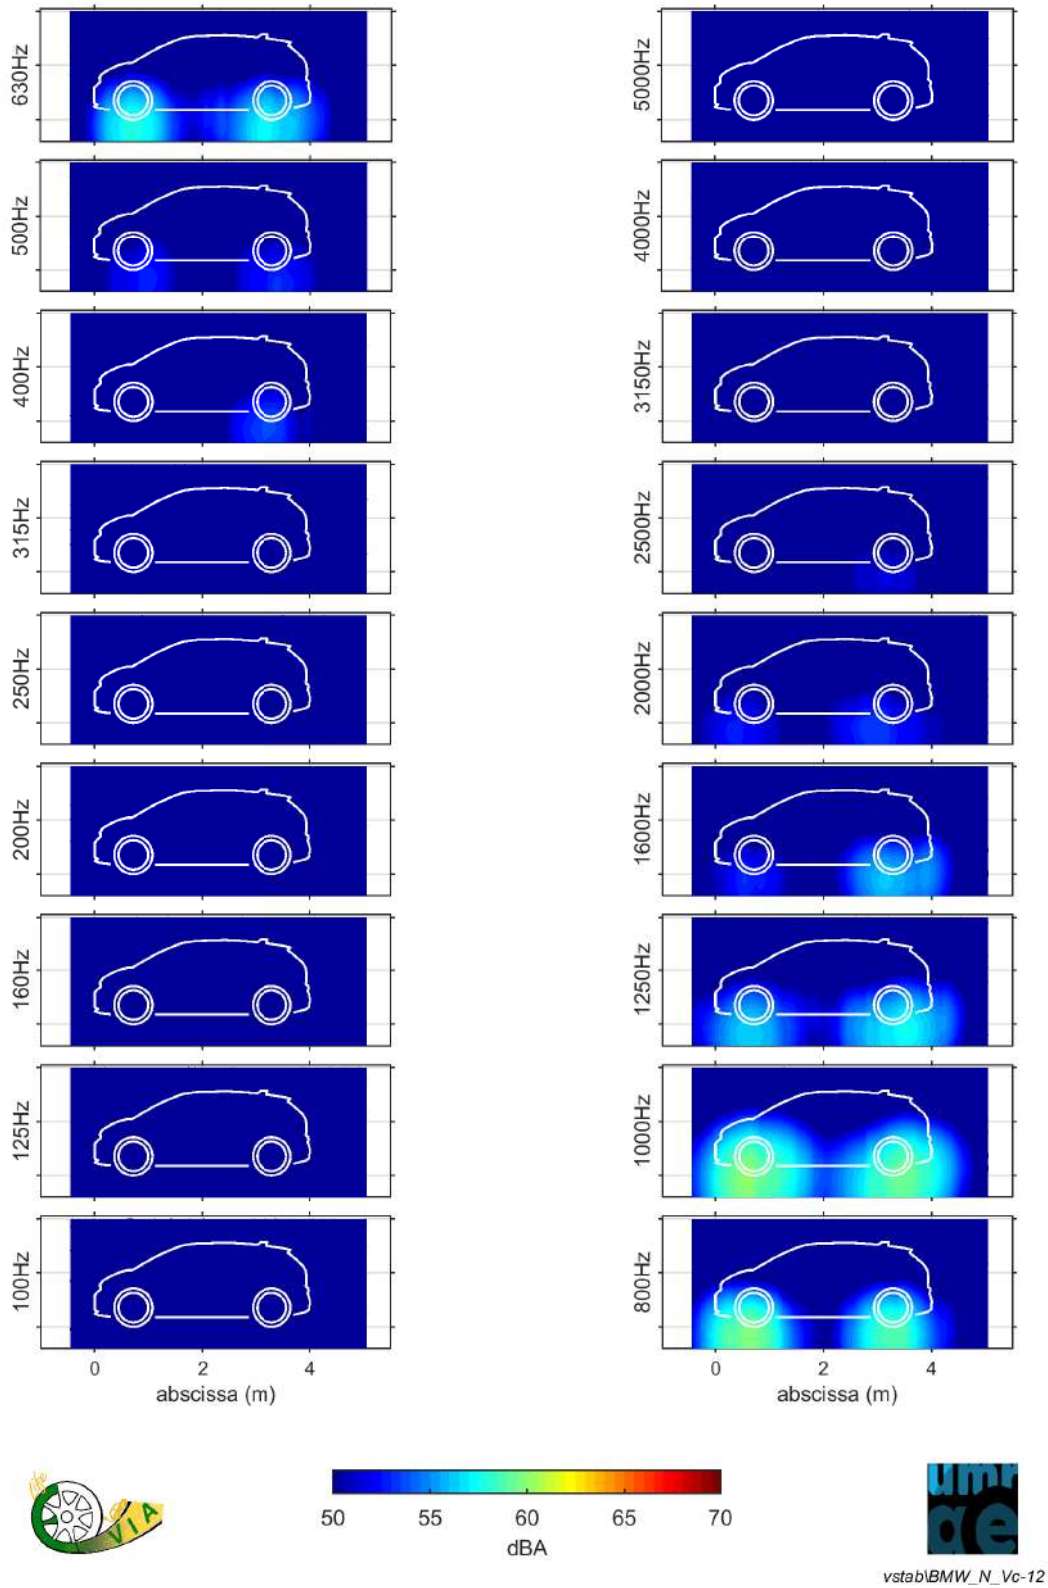 630Hz
5000Hz
500Hz
4000Hz
400Hz
3150Hz
315Hz
2500Hz
250Hz
2000Hz
200Hz
1600Hz
160Hz
1250Hz
125Hz
1000Hz
100Hz
800Hz
0 2 4
abscissa (m)
0 2 4
abscissa (m)
life
VIA
50 55 60 65 70
dBA
umr
ae
vstab\BMW_N_Vc-12